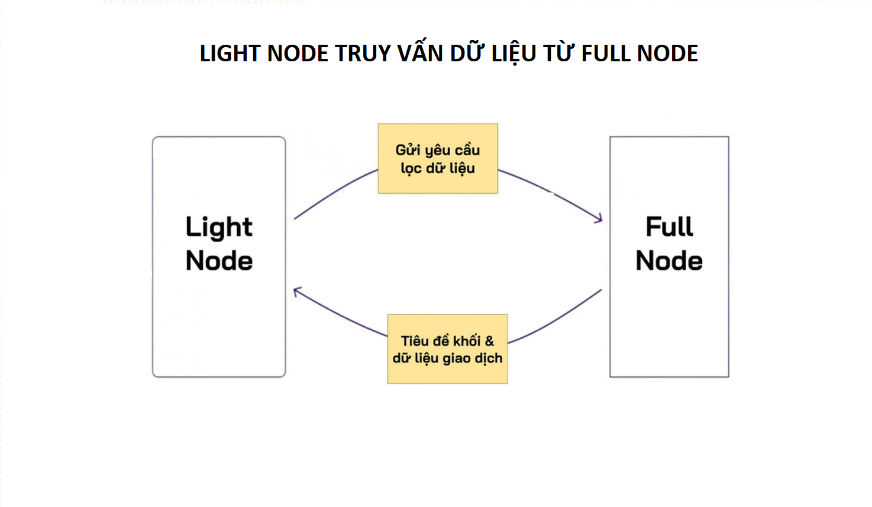 LIGHT NODE TRUY VẤN DỮ LIỆU TỪ FULL NODE
Gửi yêu cầu
lọc dữ liệu
Light
Node
Full
Node
Tiêu đề khối &
dữ liệu giao dịch